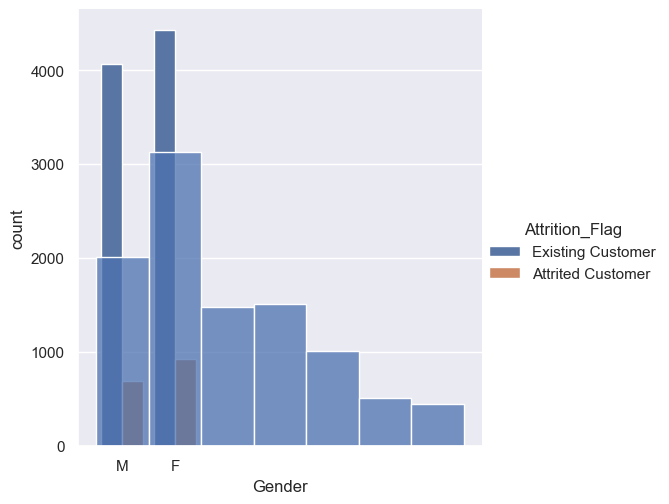 4000
3000
2000
1000
0
count
M F
Gender
Attrition_Flag
Existing Customer
Attrited Customer